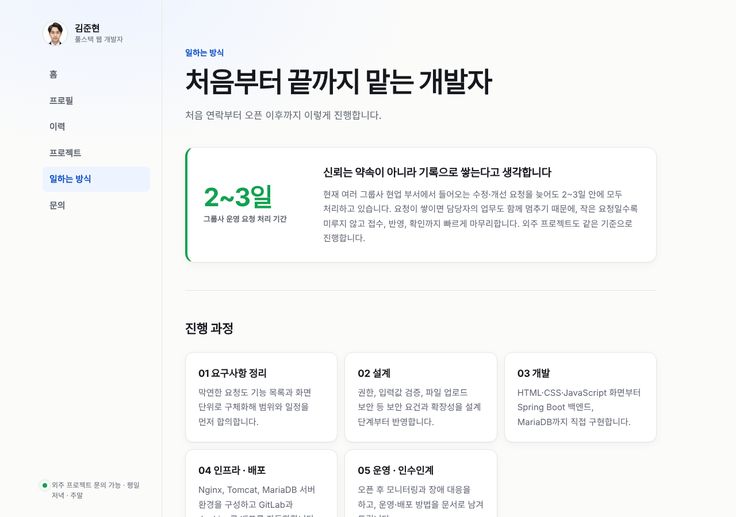 김준현
풀스택 웹 개발자
홈
프로필
이력
프로젝트
일하는 방식
문의
외주 프로젝트 문의 가능 · 평일
저녁 · 주말
일하는 방식
처음부터 끝까지 맡는 개발자
처음 연락부터 오픈 이후까지 이렇게 진행합니다.
2~3일
그룹사 운영 요청 처리 기간
신뢰는 약속이 아니라 기록으로 쌓는다고 생각합니다
현재 여러 그룹사 현업 부서에서 들어오는 수정·개선 요청을 늦어도 2~3일 안에 모두
처리하고 있습니다. 요청이 쌓이면 담당자의 업무도 함께 멈추기 때문에, 작은 요청일수록
미루지 않고 접수, 반영, 확인까지 빠르게 마무리합니다. 외주 프로젝트도 같은 기준으로
진행합니다.
진행 과정
01 요구사항 정리
막연한 요청도 기능 목록과 화면
단위로 구체화해 범위와 일정을
먼저 합의합니다.
02 설계
권한, 입력값 검증, 파일 업로드
보안 등 보안 요건과 확장성을 설계
단계부터 반영합니다.
03 개발
HTML·CSS·JavaScript 화면부터
Spring Boot 백엔드,
MariaDB까지 직접 구현합니다.
04 인프라 · 배포
Nginx, Tomcat, MariaDB 서버
환경을 구성하고 GitLab과
05 운영 · 인수인계
오픈 후 모니터링과 장애 대응을
하고, 운영·배포 방법을 문서로 남겨